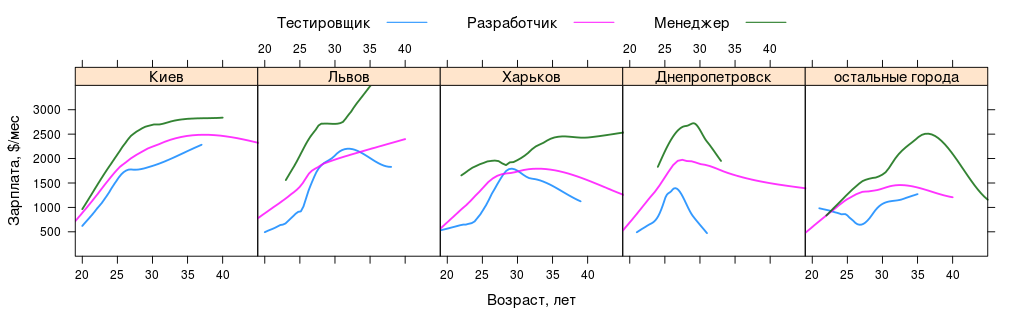 Тестировщик Разработчик Менеджер
20 25 30 35 40 20 25 30 35 40
Киев Львов Харьков Днепропетровск остальные города
3000
2500
2000
1500
1000
500
Зарплата, $/мес
20 25 30 35 40 20 25 30 35 40 20 25 30 35 40
Возраст, лет